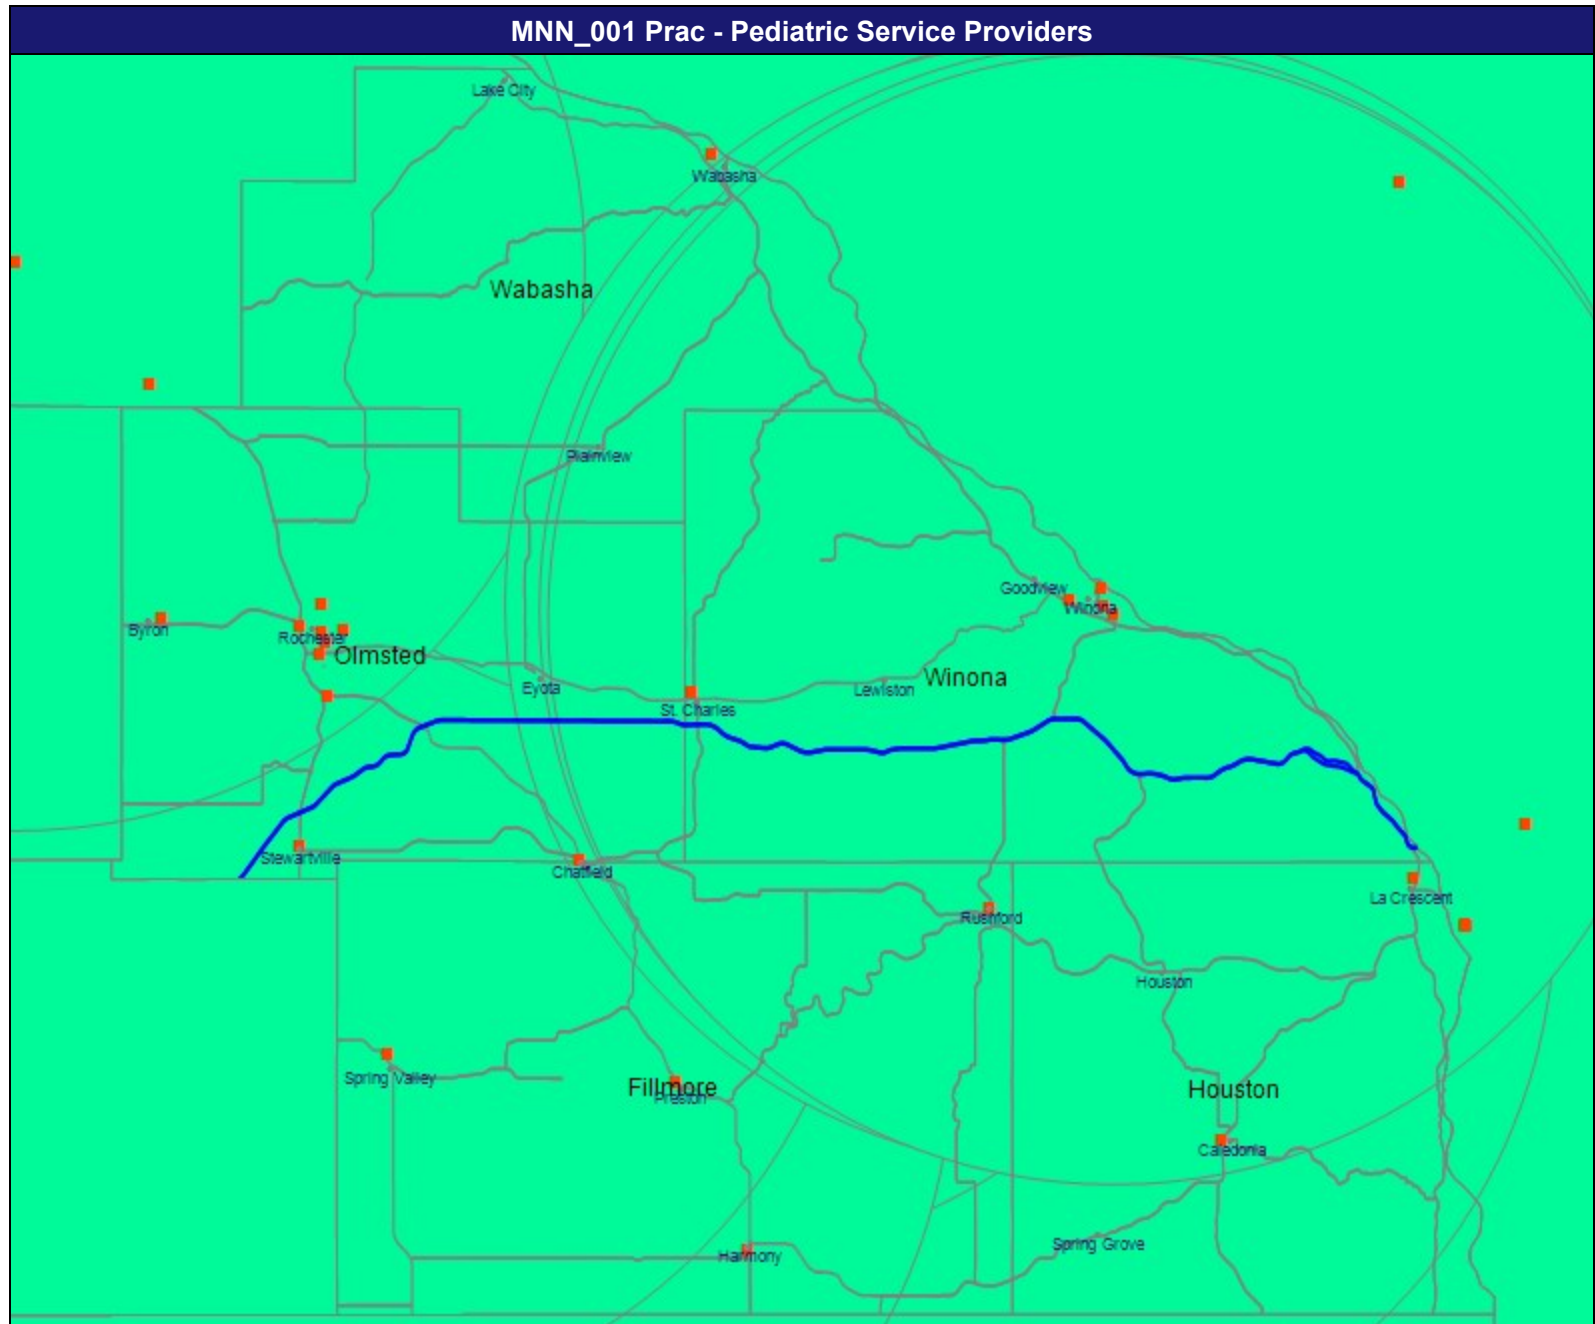 MNN_001 Prac - Pediatric Service Providers
Lake City
Wabasha
Wabasha
Plainview
Goodview
Winona
Byron
Rochester
Olmsted
Eyota
Lewiston
Winona
St. Charles
Stewartville
Chatfield
La Crescent
Rushford
Houston
Spring Valley
Fillmore
Preston
Houston
Caledonia
Spring Grove
Harmony